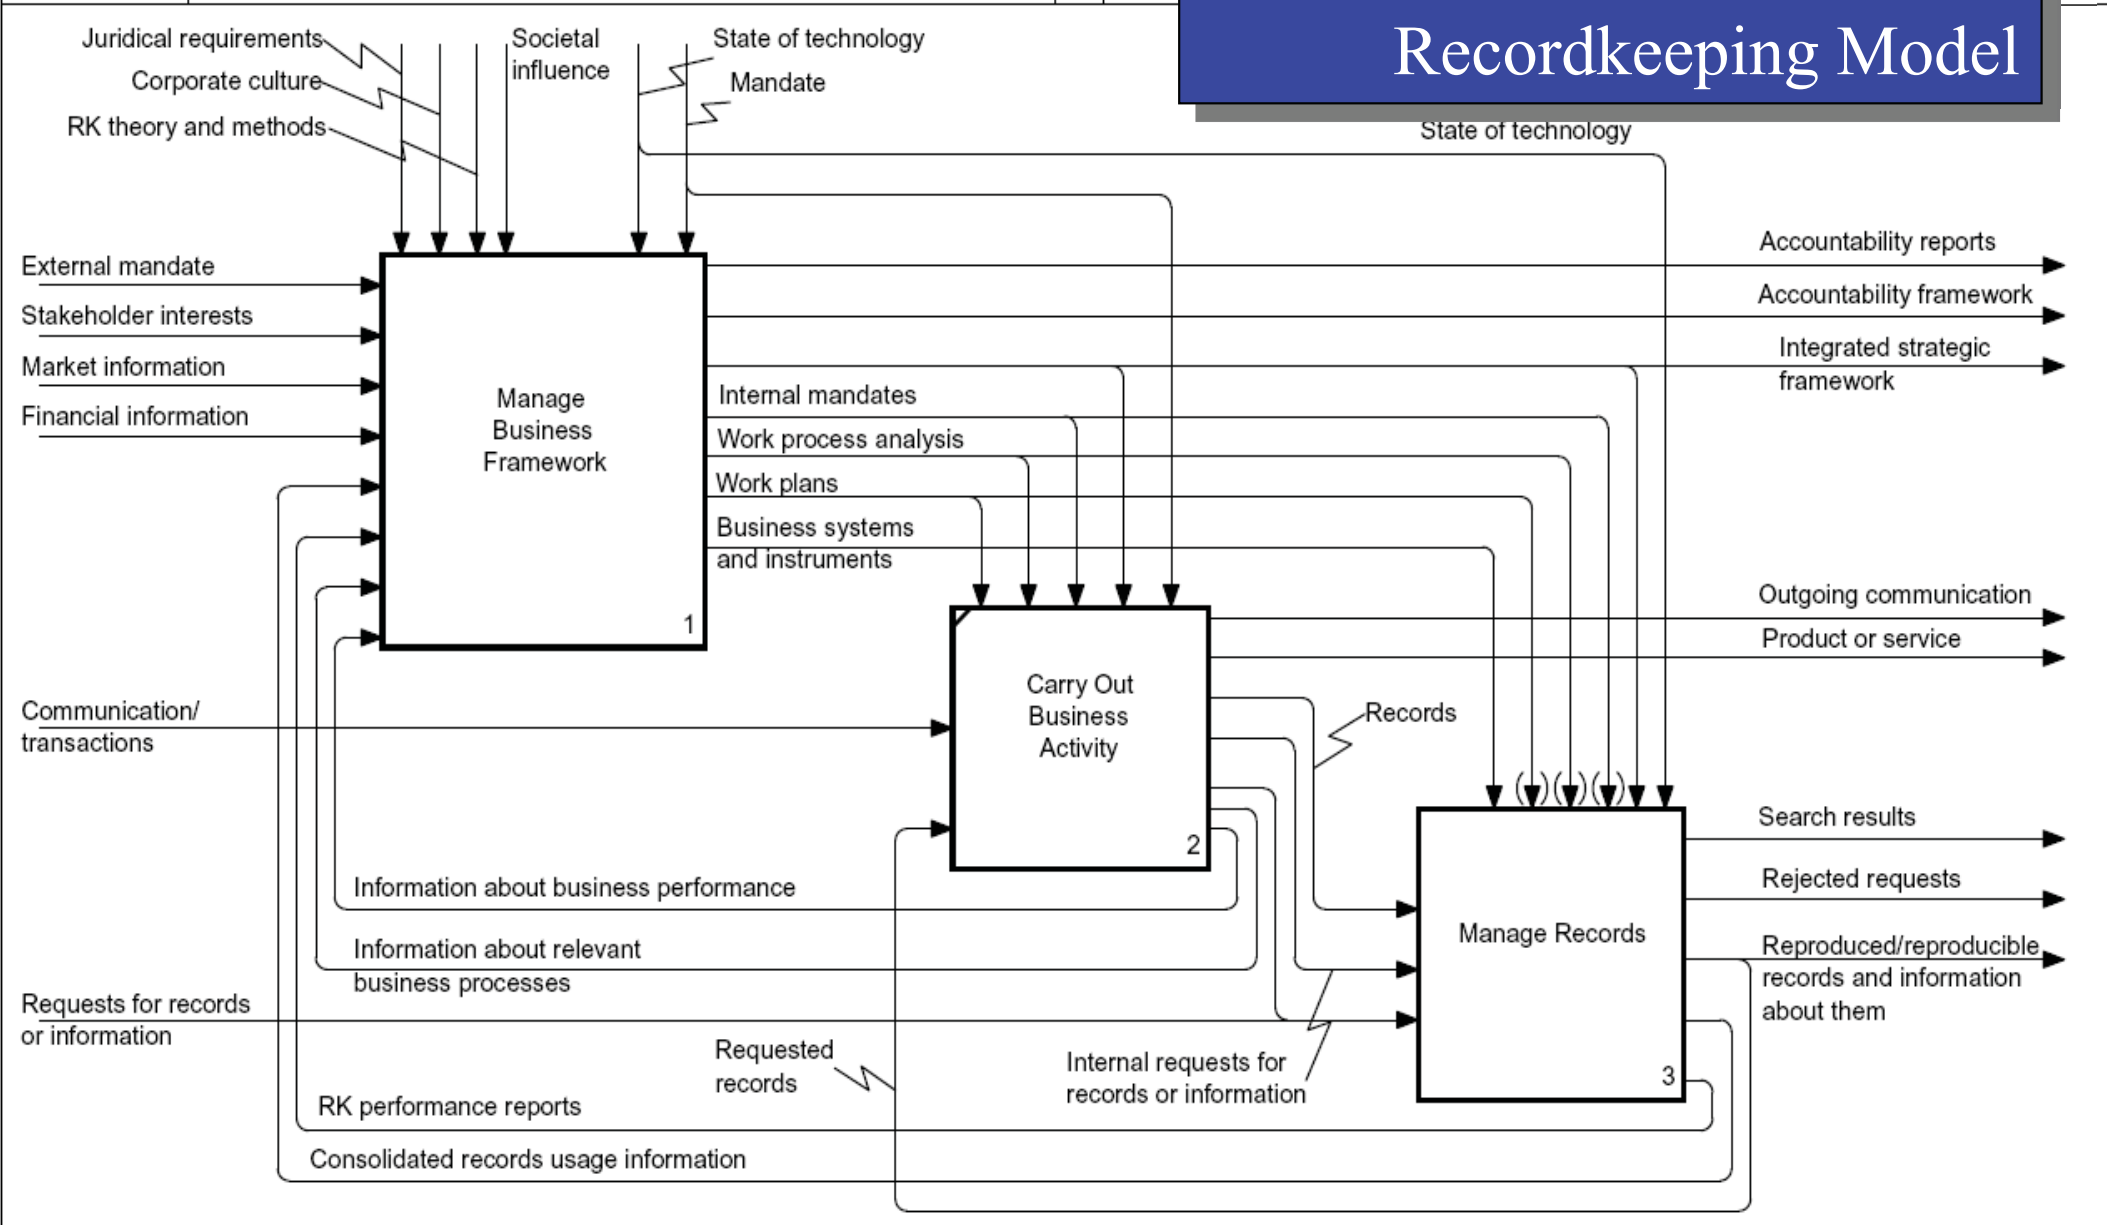 Recordkeeping Model
Juridical requirements
Corporate culture
RK theory and methods
Societal
influence
State of technology
Mandate
State of technology
External mandate
Stakeholder interests
Market information
Financial information
Manage
Business
Framework
1
Accountability reports
Accountability framework
Integrated strategic
framework
Internal mandates
Work process analysis
Work plans
Business systems
and instruments
Communication/
transactions
Carry Out
Business
Activity
2
Outgoing communication
Product or service
Records
( ) ( ) ( )
Manage Records
3
Search results
Rejected requests
Reproduced/reproducible
records and information
about them
Information about business performance
Information about relevant
business processes
Requests for records
or information
Requested
records
Internal requests for
records or information
RK performance reports
Consolidated records usage information